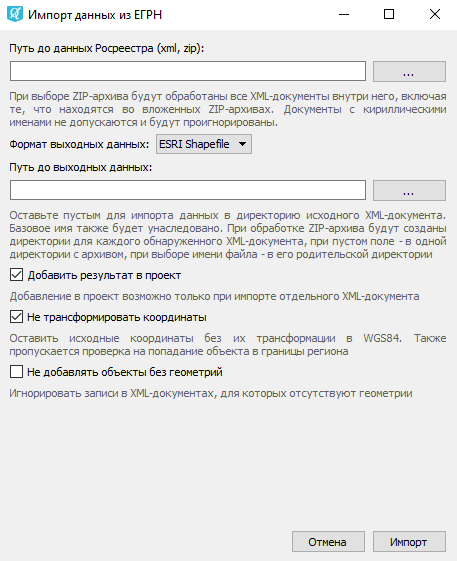 Импорт данных из ЕГРН
Путь до данных Росреестра (xml, zip):
...
При выборе ZIP-архива будут обработаны все XML-документы внутри него, включая
те, что находятся во вложенных ZIP-архивах. Документы с кириллическими
именами не допускаются и будут проигнорированы.
Формат выходных данных: ESRI Shapefile
Путь до выходных данных:
...
Оставьте пустым для импорта данных в директорию исходного XML-документа.
Базовое имя также будет унаследовано. При обработке ZIP-архива будут созданы
директории для каждого обнаруженного XML-документа, при пустом поле - в одной
директории с архивом, при выборе имени файла - в его родительской директории
Добавить результат в проект
Добавление в проект возможно только при импорте отдельного XML-документа
Не трансформировать координаты
Оставить исходные координаты без их трансформации в WGS84. Также
пропускается проверка на попадание объекта в границы региона
Не добавлять объекты без геометрий
Игнорировать записи в XML-документах, для которых отсутствуют геометрии
Отмена Импорт